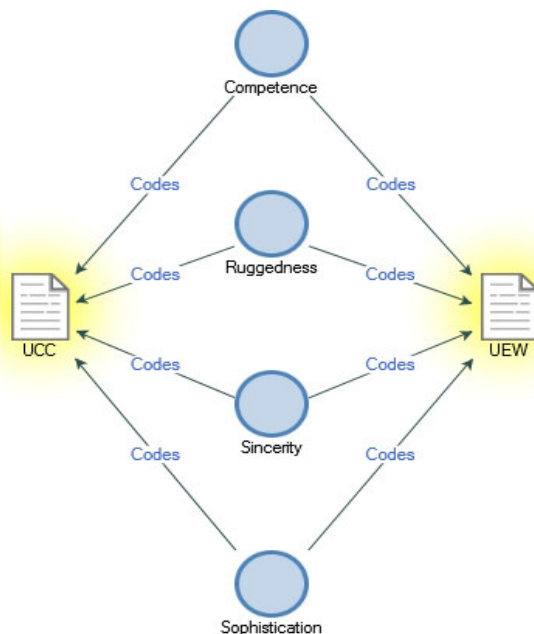 Competence
Codes Codes
Ruggedness
Codes Codes
UCC UEW
Codes Codes
Sincerity
Codes Codes
Sophistication